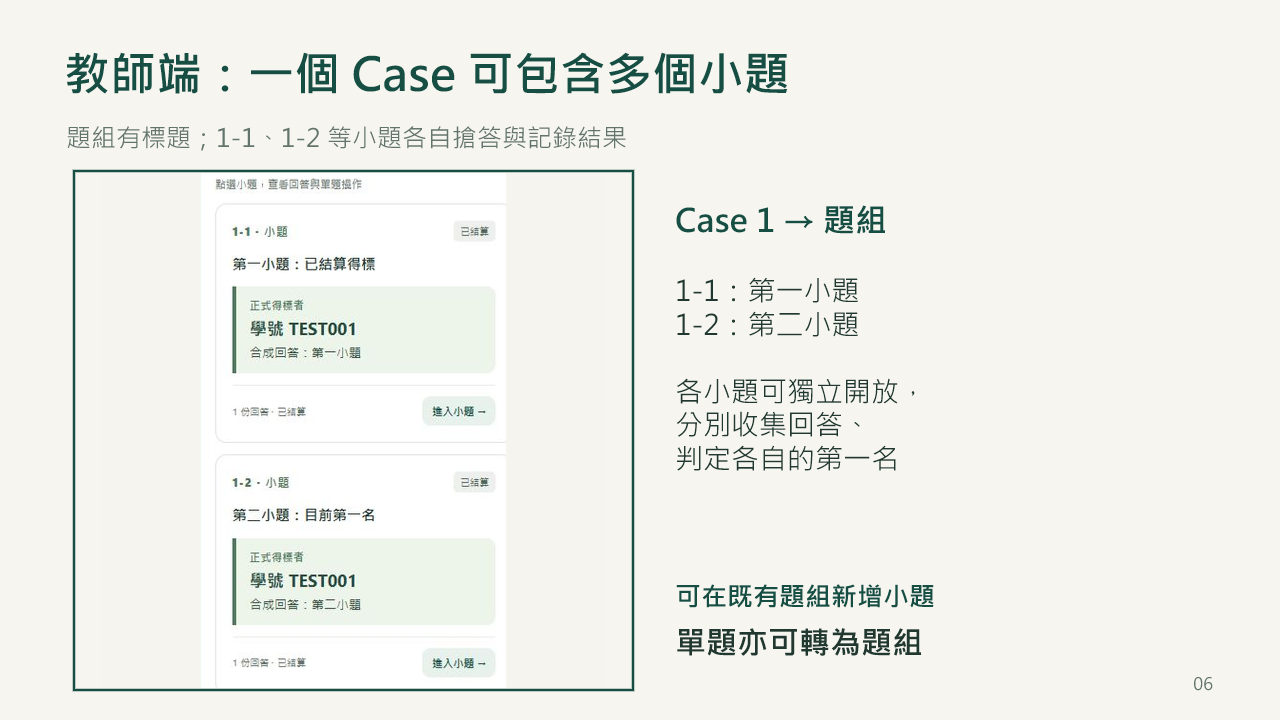 教師端：一個 Case 可包含多個小題
題組有標題；1-1、1-2 等小題各自搶答與記錄結果
點選小題，查看回答與單題操作
1-1 · 小題
已結算
第一小題：已結算得標
正式得標者
學號 TEST001
合成回答：第一小題
1 份回答 · 已結算
進入小題 →
1-2 · 小題
已結算
第二小題：目前第一名
正式得標者
學號 TEST001
合成回答：第二小題
1 份回答 · 已結算
進入小題 →
Case 1 → 題組
1-1：第一小題
1-2：第二小題
各小題可獨立開放，
分別收集回答、
判定各自的第一名
可在既有題組新增小題
單題亦可轉為題組
06